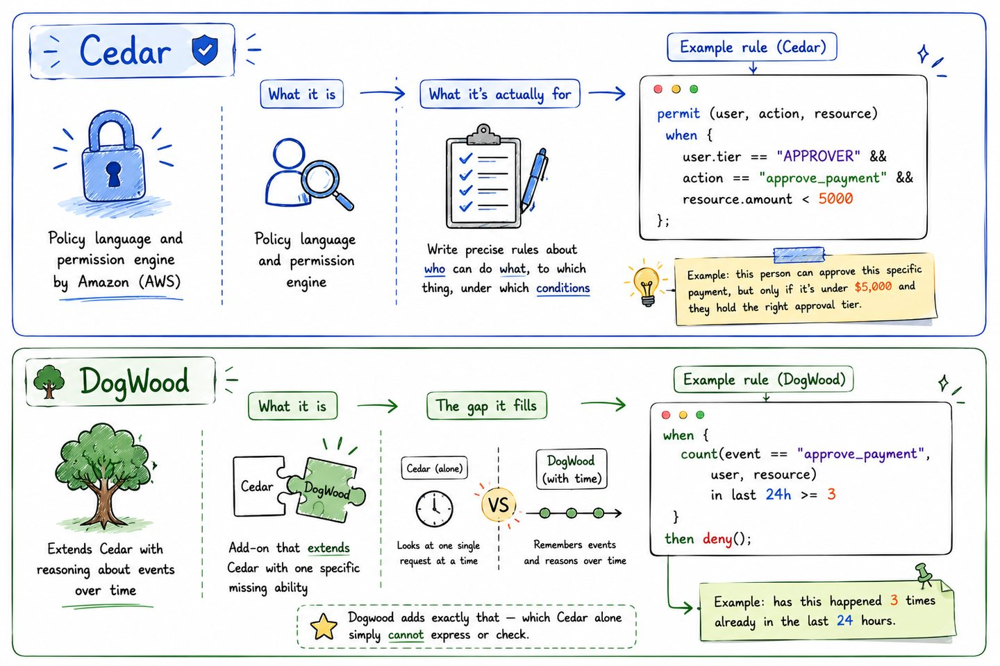 Cedar
What it is
What it's actually for
Example rule (Cedar)
Policy language and
permission engine
by Amazon (AWS)
Policy language
and permission
engine
Write precise rules about
who can do what, to which
thing, under which conditions
permit (user, action, resource)
when {
user.tier == "APPROVER" &&
action == "approve_payment" &&
resource.amount < 5000
};
Example: this person can approve this specific
payment, but only if it's under $5,000 and
they hold the right approval tier.
DogWood
What it is
The gap it fills
Example rule (DogWood)
Extends Cedar with
reasoning about events
over time
Cedar
DogWood
Add-on that extends
Cedar with one specific
missing ability
Cedar (alone)
Looks at one single
request at a time
VS
DogWood
(with time)
Remembers events
and reasons over time
Dogwood adds exactly that — which Cedar alone
simply cannot express or check.
when {
count(event == "approve_payment",
user, resource)
in last 24h >= 3
}
then deny();
Example: has this happened 3 times
already in the last 24 hours.